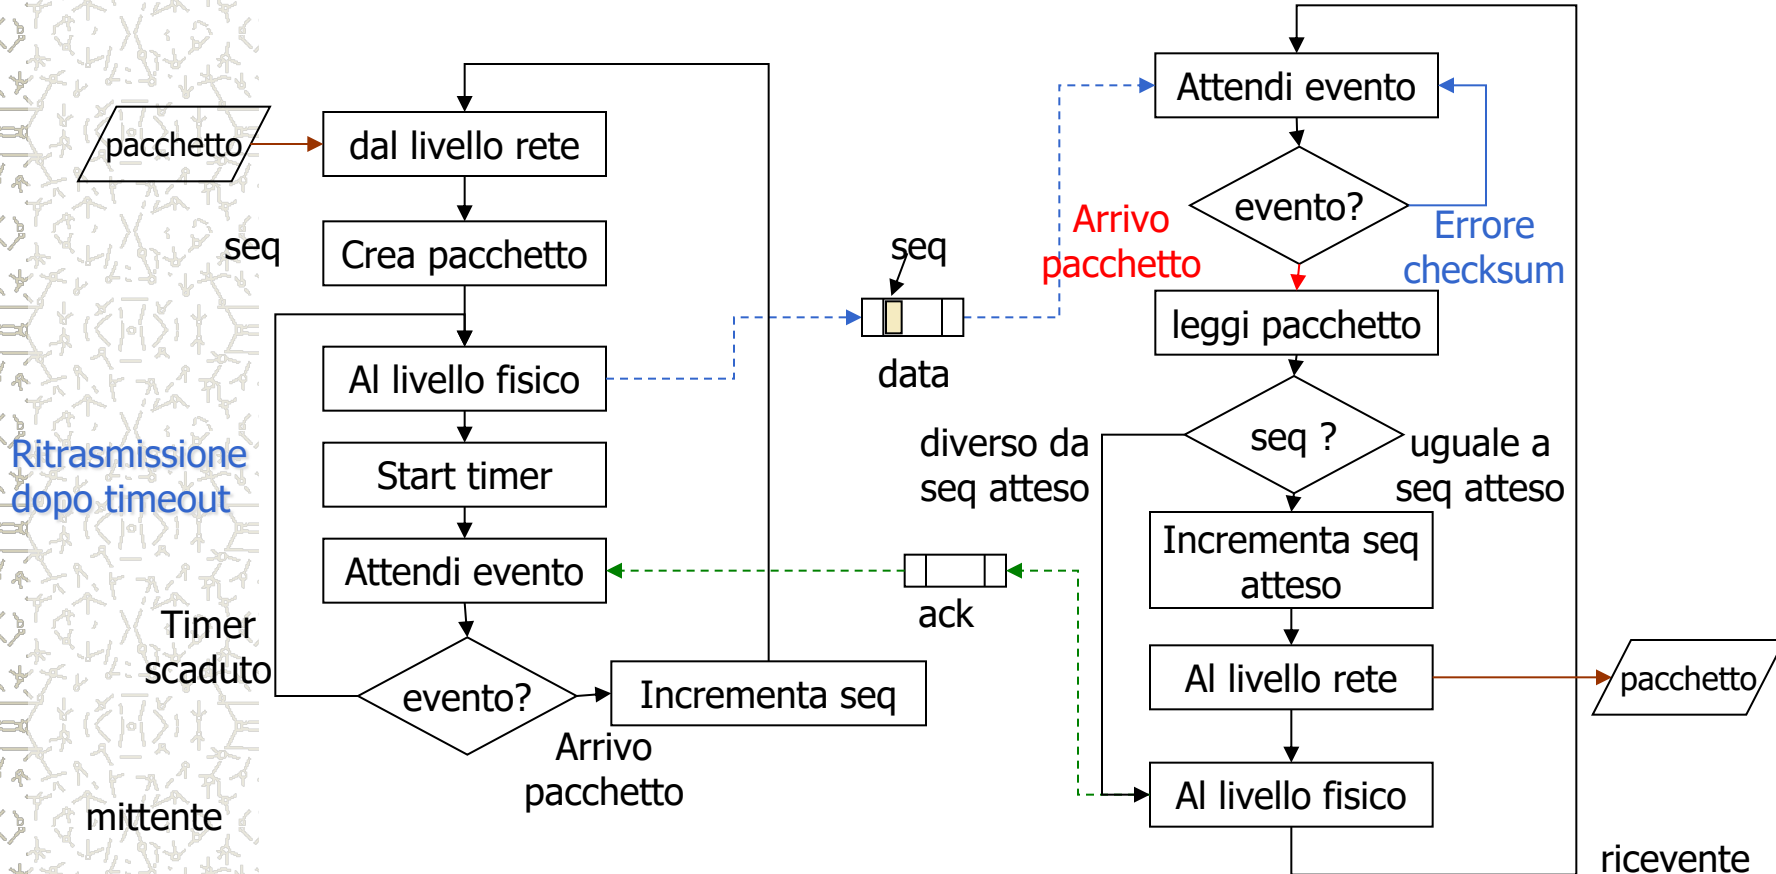 pacchetto
dal livello rete
seq
Crea pacchetto
Al livello fisico
Ritrasmissione
dopo timeout
Start timer
Attendi evento
Timer
scaduto
evento?
Incrementa seq
Arrivo
pacchetto
mittente
seq
data
ack
Attendi evento
evento?
Arrivo
pacchetto
Errore
checksum
leggi pacchetto
diverso da
seq atteso
seq ?
uguale a
seq atteso
Incrementa seq
atteso
Al livello rete
pacchetto
Al livello fisico
ricevente